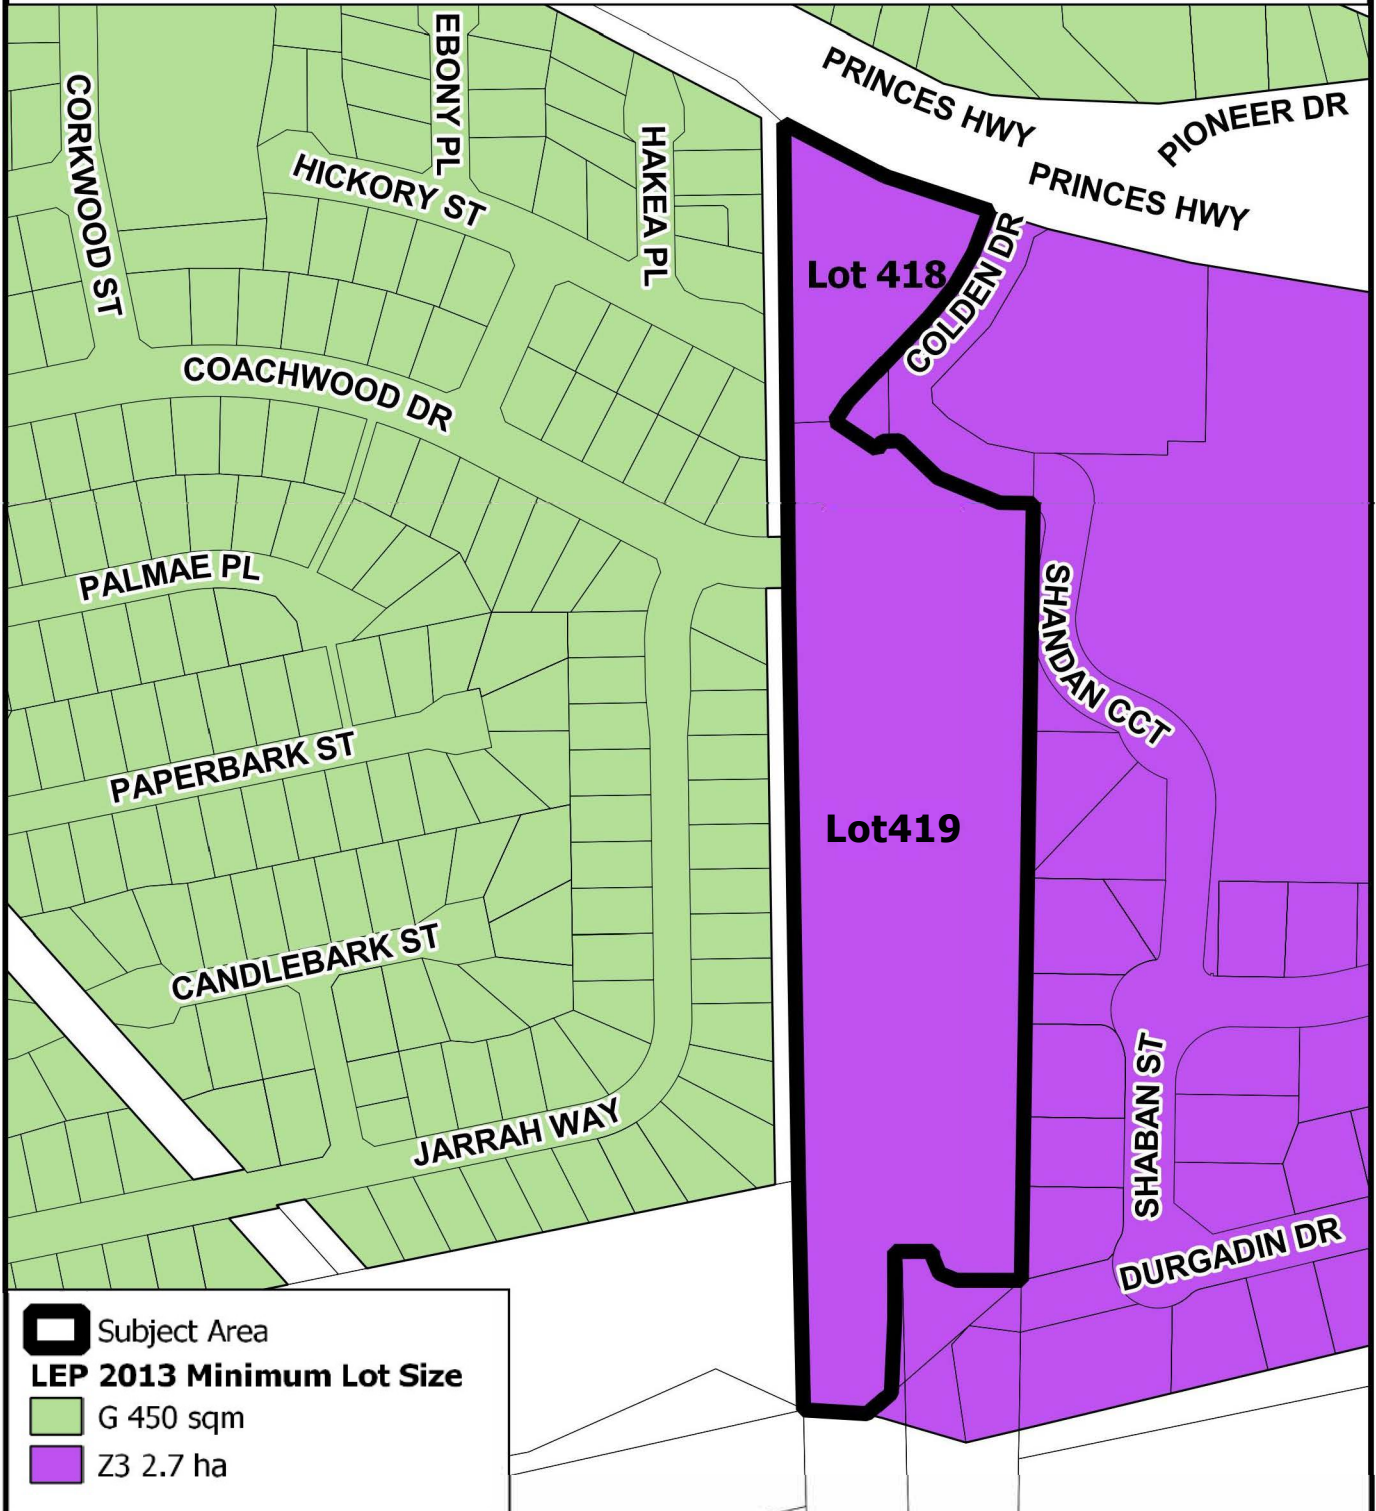 EBONY PL
CORKWOOD ST
PRINCES HWY
PIONEER DR
HICKORY ST
HAKEA PL
PRINCES HWY
Lot 418
COLDEN DR
COACHWOOD DR
PALMAE PL
SHANDAN CCT
PAPERBARK ST
Lot419
CANDLEBARK ST
JARRAH WAY
SHABAN ST
DURGADIN DR
Subject Area
LEP 2013 Minimum Lot Size
G 450 sqm
Z3 2.7 ha